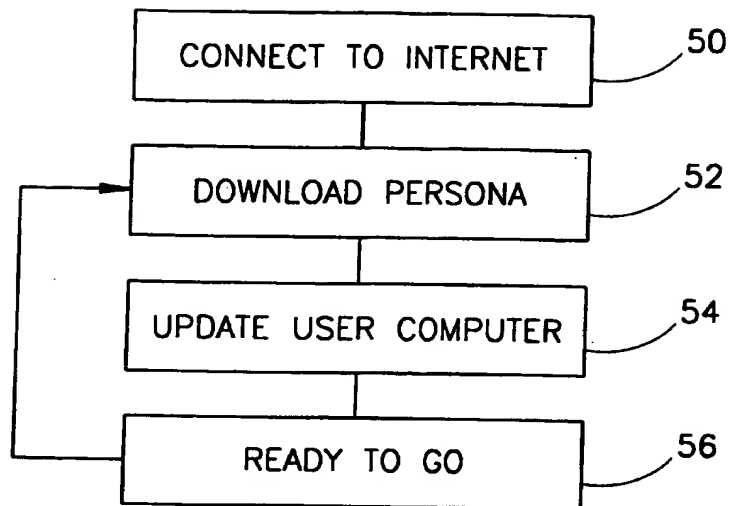 CONNECT TO INTERNET
50
DOWNLOAD PERSONA
52
UPDATE USER COMPUTER
54
READY TO GO
56